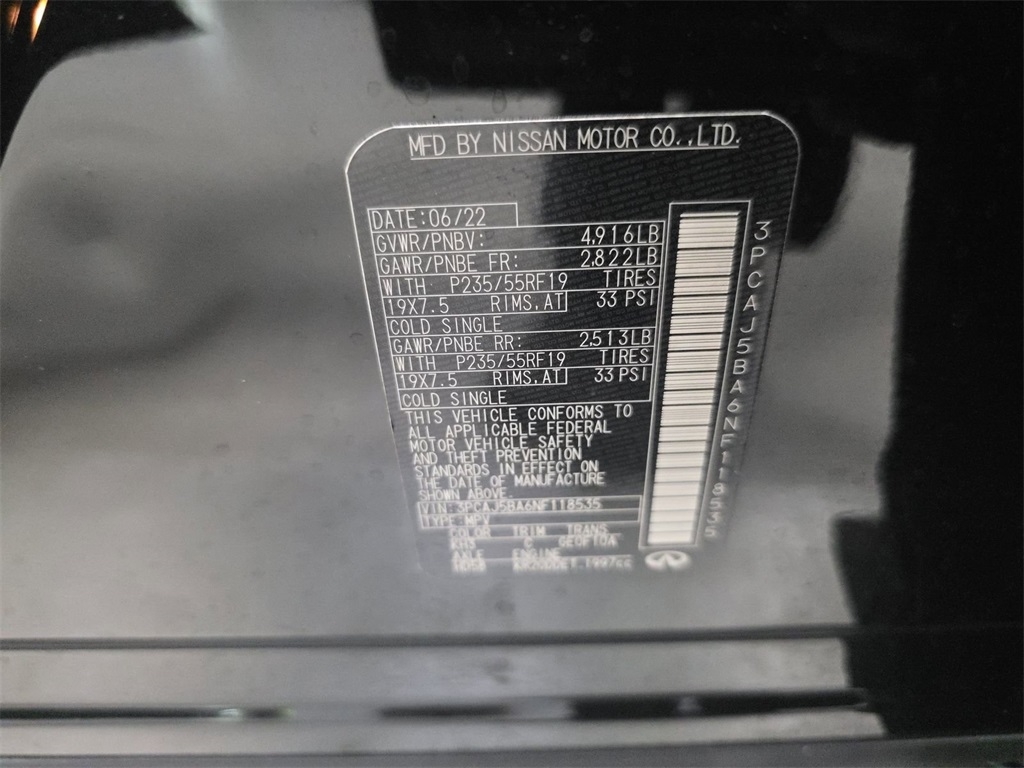 MFD BY NISSAN MOTOR CO.,LTD.
DATE:06/22
GVWR/PNBV: 4,916LB
GAWR/PNBE FR: 2,822LB
WITH P235/55RF19 TIRES
19X7.5 RIMS,AT 33 PSI
COLD SINGLE
GAWR/PNBE RR: 2,513LB
WITH P235/55RF19 TIRES
19X7.5 RIMS,AT 33 PSI
COLD SINGLE
THIS VEHICLE CONFORMS TO
ALL APPLICABLE FEDERAL
MOTOR VEHICLE SAFETY
AND THEFT PREVENTION
STANDARDS IN EFFECT ON
THE DATE OF MANUFACTURE
SHOWN ABOVE.
VIN:3PCAJ5BA6NF118535
TYPE:MPV
COLOR TRIM TRANS
KH3 C GE0F10A
AXLE ENGINE
3PCAJ5BA6NF118535